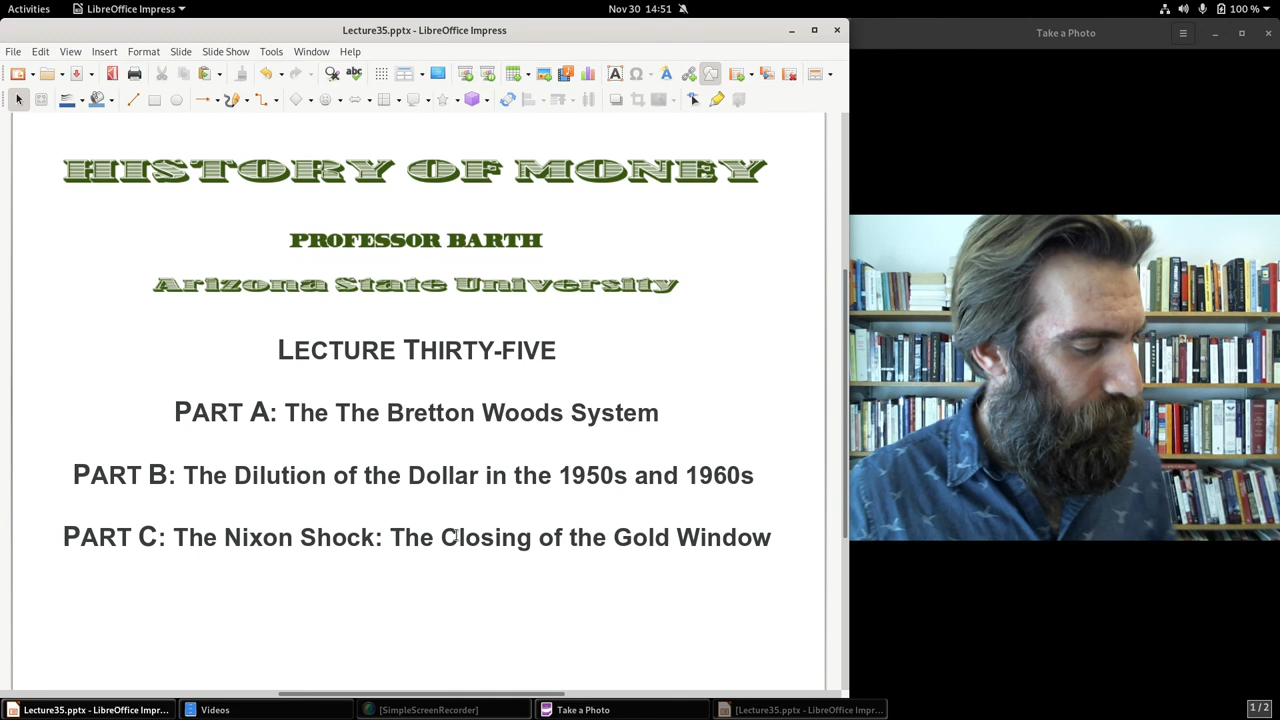 Activities LibreOffice Impress Nov 30 14:51 100 %
Lecture35.pptx - LibreOffice Impress
Take a Photo
File Edit View Insert Format Slide Slide Show Tools Window Help
HISTORY OF MONEY
PROFESSOR BARTH
Arizona State University
LECTURE THIRTY-FIVE
PART A: The The Bretton Woods System
PART B: The Dilution of the Dollar in the 1950s and 1960s
PART C: The Nixon Shock: The Closing of the Gold Window
Lecture35.pptx - LibreOffice Impr... Videos [SimpleScreenRecorder] Take a Photo [Lecture35.pptx - LibreOffice Impr... 1 / 2